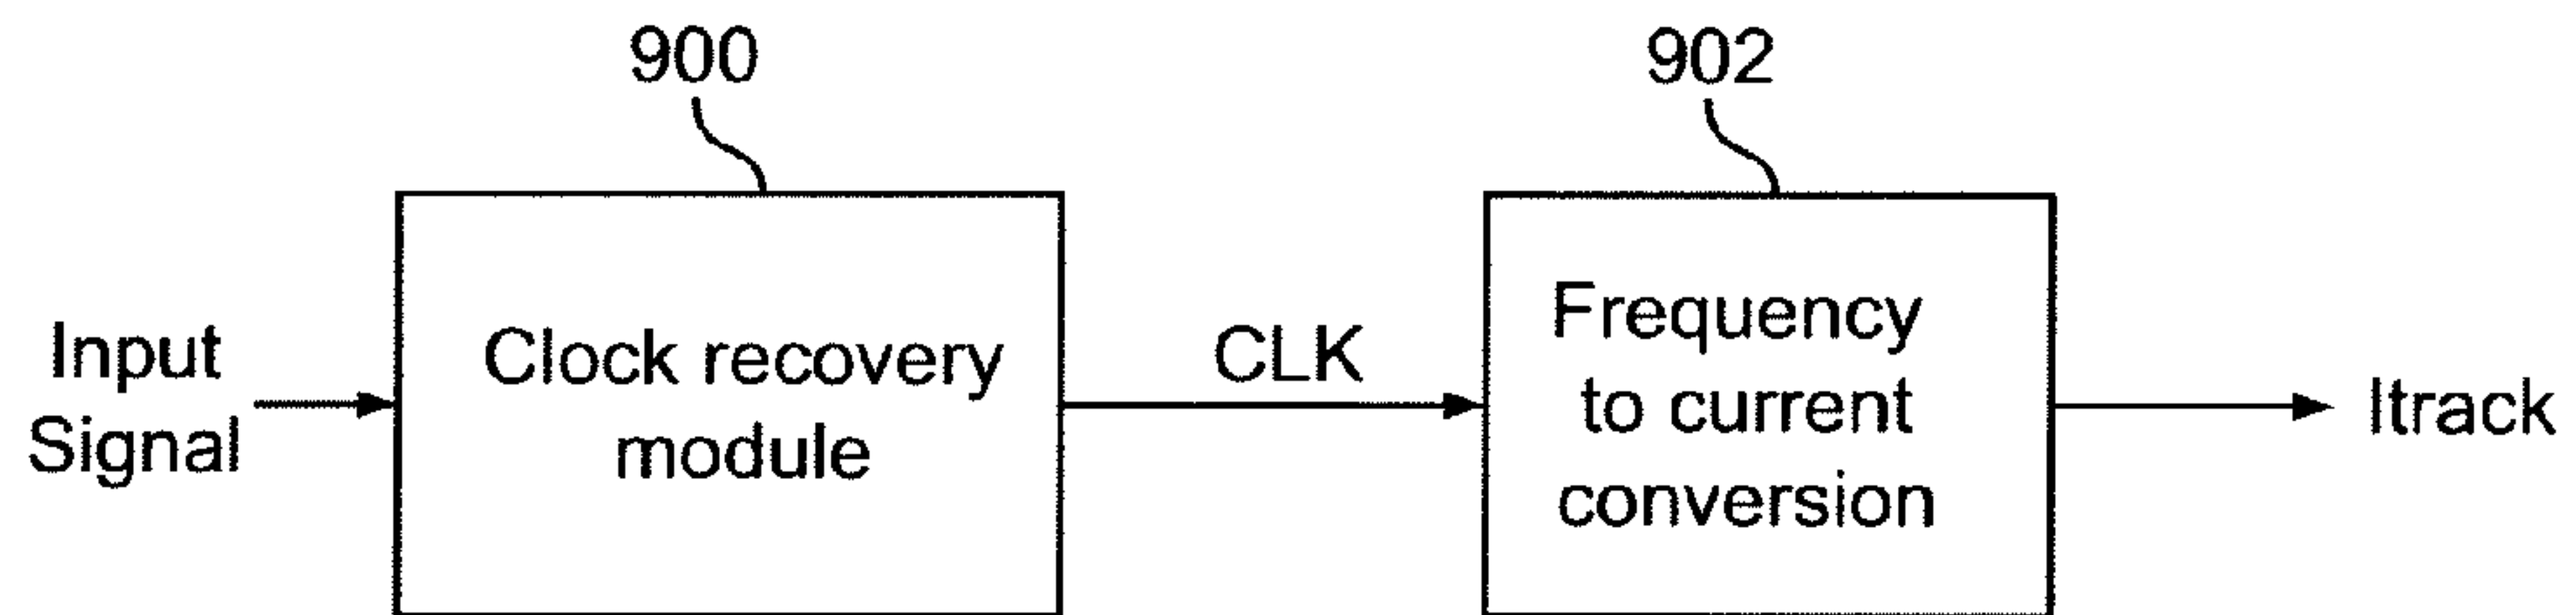 900
902
Input
Signal
Clock recovery
module
CLK
Frequency
to current
conversion
Itrack